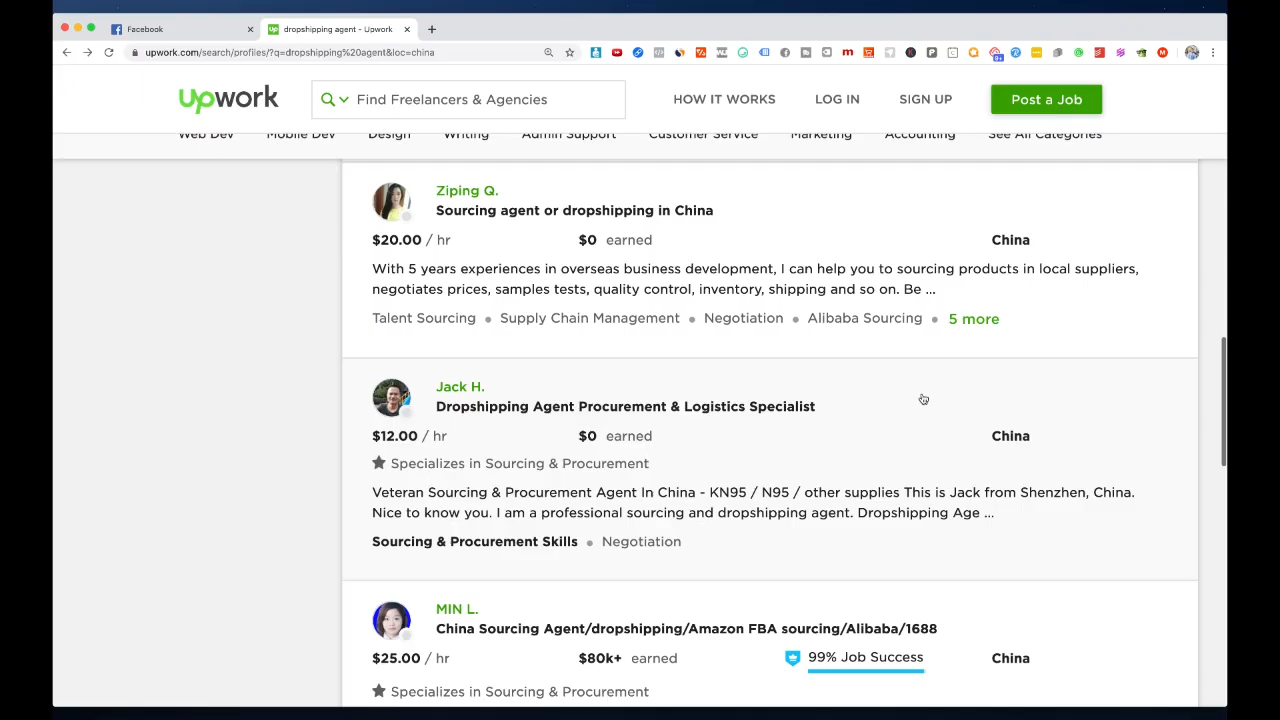 Facebook
dropshipping agent - Upwork
upwork.com/search/profiles/?q=dropshipping%20agent&loc=china
upwork
Find Freelancers & Agencies
HOW IT WORKS
LOG IN
SIGN UP
Post a Job
Web Dev
Mobile Dev
Design
Writing
Admin Support
Customer Service
Marketing
Accounting
See All Categories
Ziping Q.
Sourcing agent or dropshipping in China
$20.00 / hr
$0 earned
China
With 5 years experiences in overseas business development, I can help you to sourcing products in local suppliers,
negotiates prices, samples tests, quality control, inventory, shipping and so on. Be ...
Talent Sourcing
Supply Chain Management
Negotiation
Alibaba Sourcing
5 more
Jack H.
Dropshipping Agent Procurement & Logistics Specialist
$12.00 / hr
$0 earned
China
Specializes in Sourcing & Procurement
Veteran Sourcing & Procurement Agent In China - KN95 / N95 / other supplies This is Jack from Shenzhen, China.
Nice to know you. I am a professional sourcing and dropshipping agent. Dropshipping Age ...
Sourcing & Procurement Skills
Negotiation
MIN L.
China Sourcing Agent/dropshipping/Amazon FBA sourcing/Alibaba/1688
$25.00 / hr
$80k+ earned
99% Job Success
China
Specializes in Sourcing & Procurement